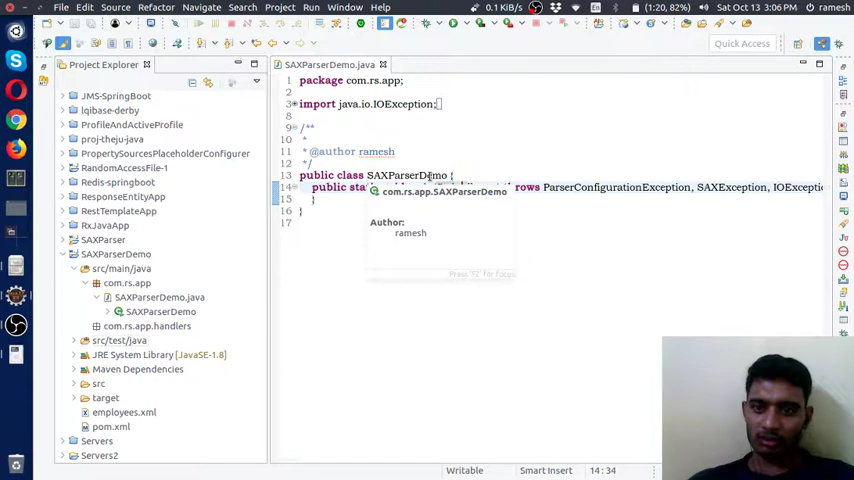 File Edit Source Refactor Navigate Search Project Run Window Help
0.1 KiB/s En (1:20, 82%) Sat Oct 13 3:06 PM ramesh
Quick Access
Project Explorer
SAXParserDemo.java
JMS-SpringBoot
lqibase-derby
ProfileAndActiveProfile
proj-theju-java
PropertySourcesPlaceholderConfigurer
RandomAccessFile-1
Redis-springboot
ResponseEntityApp
RestTemplateApp
RxJavaApp
SAXParser
SAXParserDemo
src/main/java
com.rs.app
SAXParserDemo.java
SAXParserDemo
com.rs.app.handlers
src/test/java
JRE System Library [JavaSE-1.8]
Maven Dependencies
src
target
employees.xml
pom.xml
Servers
Servers2
1 package com.rs.app;
2
3 import java.io.IOException;
8
9 /**
10 *
11 * @author ramesh
12 */
13 public class SAXParserDemo {
14 public sta rows ParserConfigurationException, SAXException, IOExceptio
15 }
16 }
17
com.rs.app.SAXParserDemo
Author:
ramesh
Press 'F2' for focus
Writable Smart Insert 14 : 34